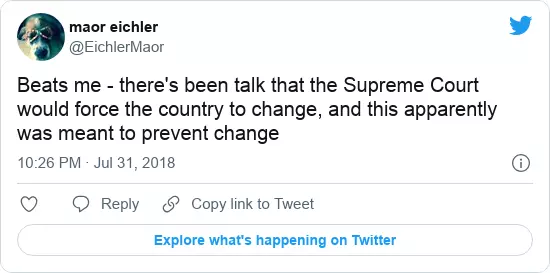 maor eichler
@EichlerMaor
Beats me - there's been talk that the Supreme Court
would force the country to change, and this apparently
was meant to prevent change
10:26 PM · Jul 31, 2018
Reply
Copy link to Tweet
Explore what's happening on Twitter